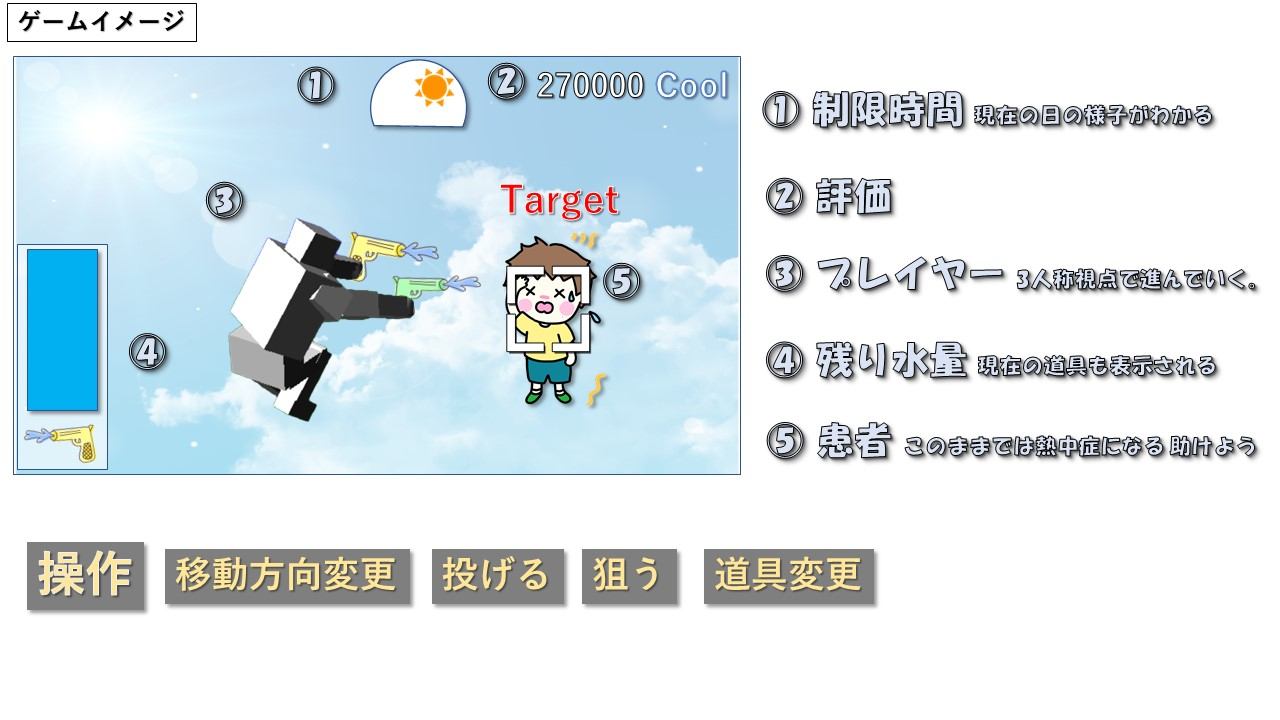 ゲームイメージ
① ② 270000 Cool
③
Target
⑤
④
① 制限時間 現在の日の様子がわかる
② 評価
③ プレイヤー 3人称視点で進んでいく。
④ 残り水量 現在の道具も表示される
⑤ 患者 このままでは熱中症になる 助けよう
操作 移動方向変更 投げる 狙う 道具変更